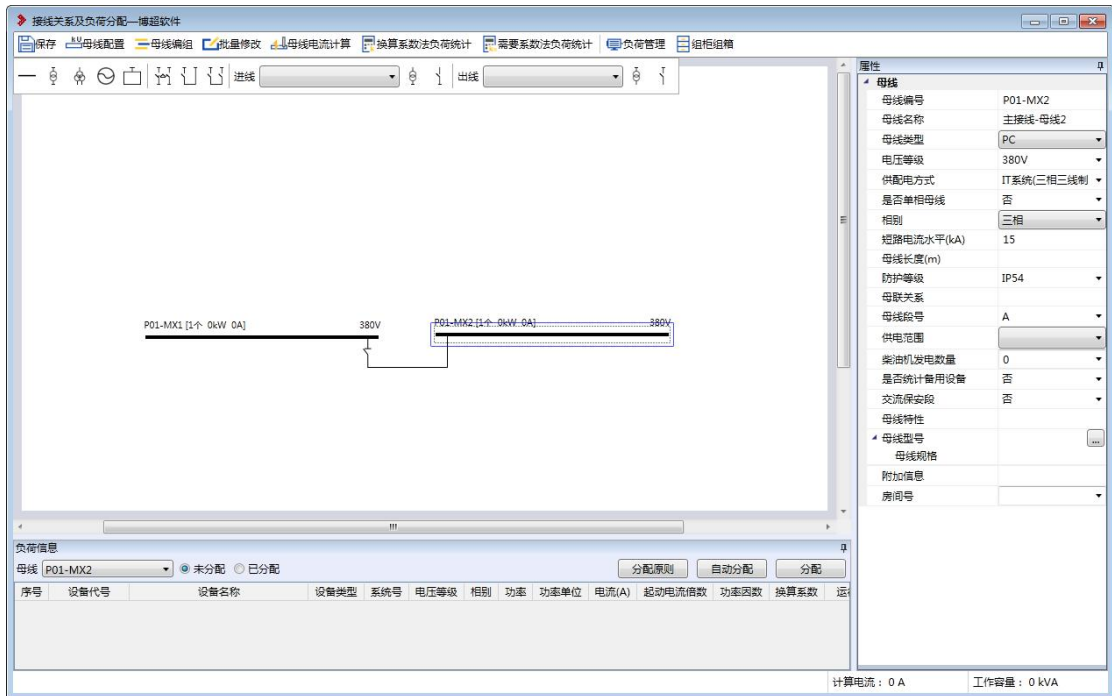 接线关系及负荷分配—博超软件
保存 母线配置 母线编组 批量修改 母线电流计算 换算系数法负荷统计 需要系数法负荷统计 负荷管理 组柜组箱
进线 出线
P01-MX1 [1个 0kW 0A] 380V
P01-MX2 [1个 0kW 0A] 380V
属性
母线
母线编号 P01-MX2
母线名称 主接线-母线2
母线类型 PC
电压等级 380V
供配电方式 IT系统(三相三线制
是否单相母线 否
相别 三相
短路电流水平(kA) 15
母线长度(m)
防护等级 IP54
母联关系
母线段号 A
供电范围
柴油机发电数量 0
是否统计备用设备 否
交流保安段 否
母线特性
母线型号 ...
母线规格
附加信息
房间号
负荷信息
母线 P01-MX2 未分配 已分配 分配原则 自动分配 分配
序号 设备代号 设备名称 设备类型 系统号 电压等级 相别 功率 功率单位 电流(A) 起动电流倍数 功率因数 换算系数
计算电流： 0 A 工作容量： 0 kVA